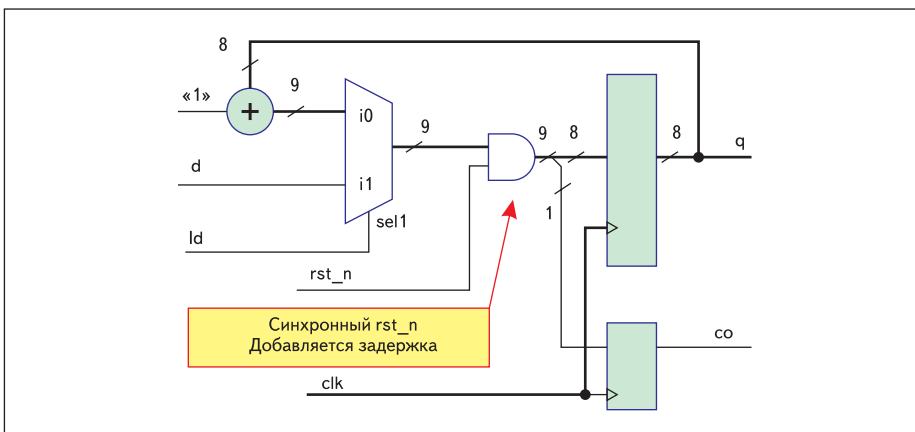 8
«1»
+
9
i0
9
9
8
8
q
d
i1
1
sel1
ld
rst_n
Синхронный rst_n
Добавляется задержка
co
clk